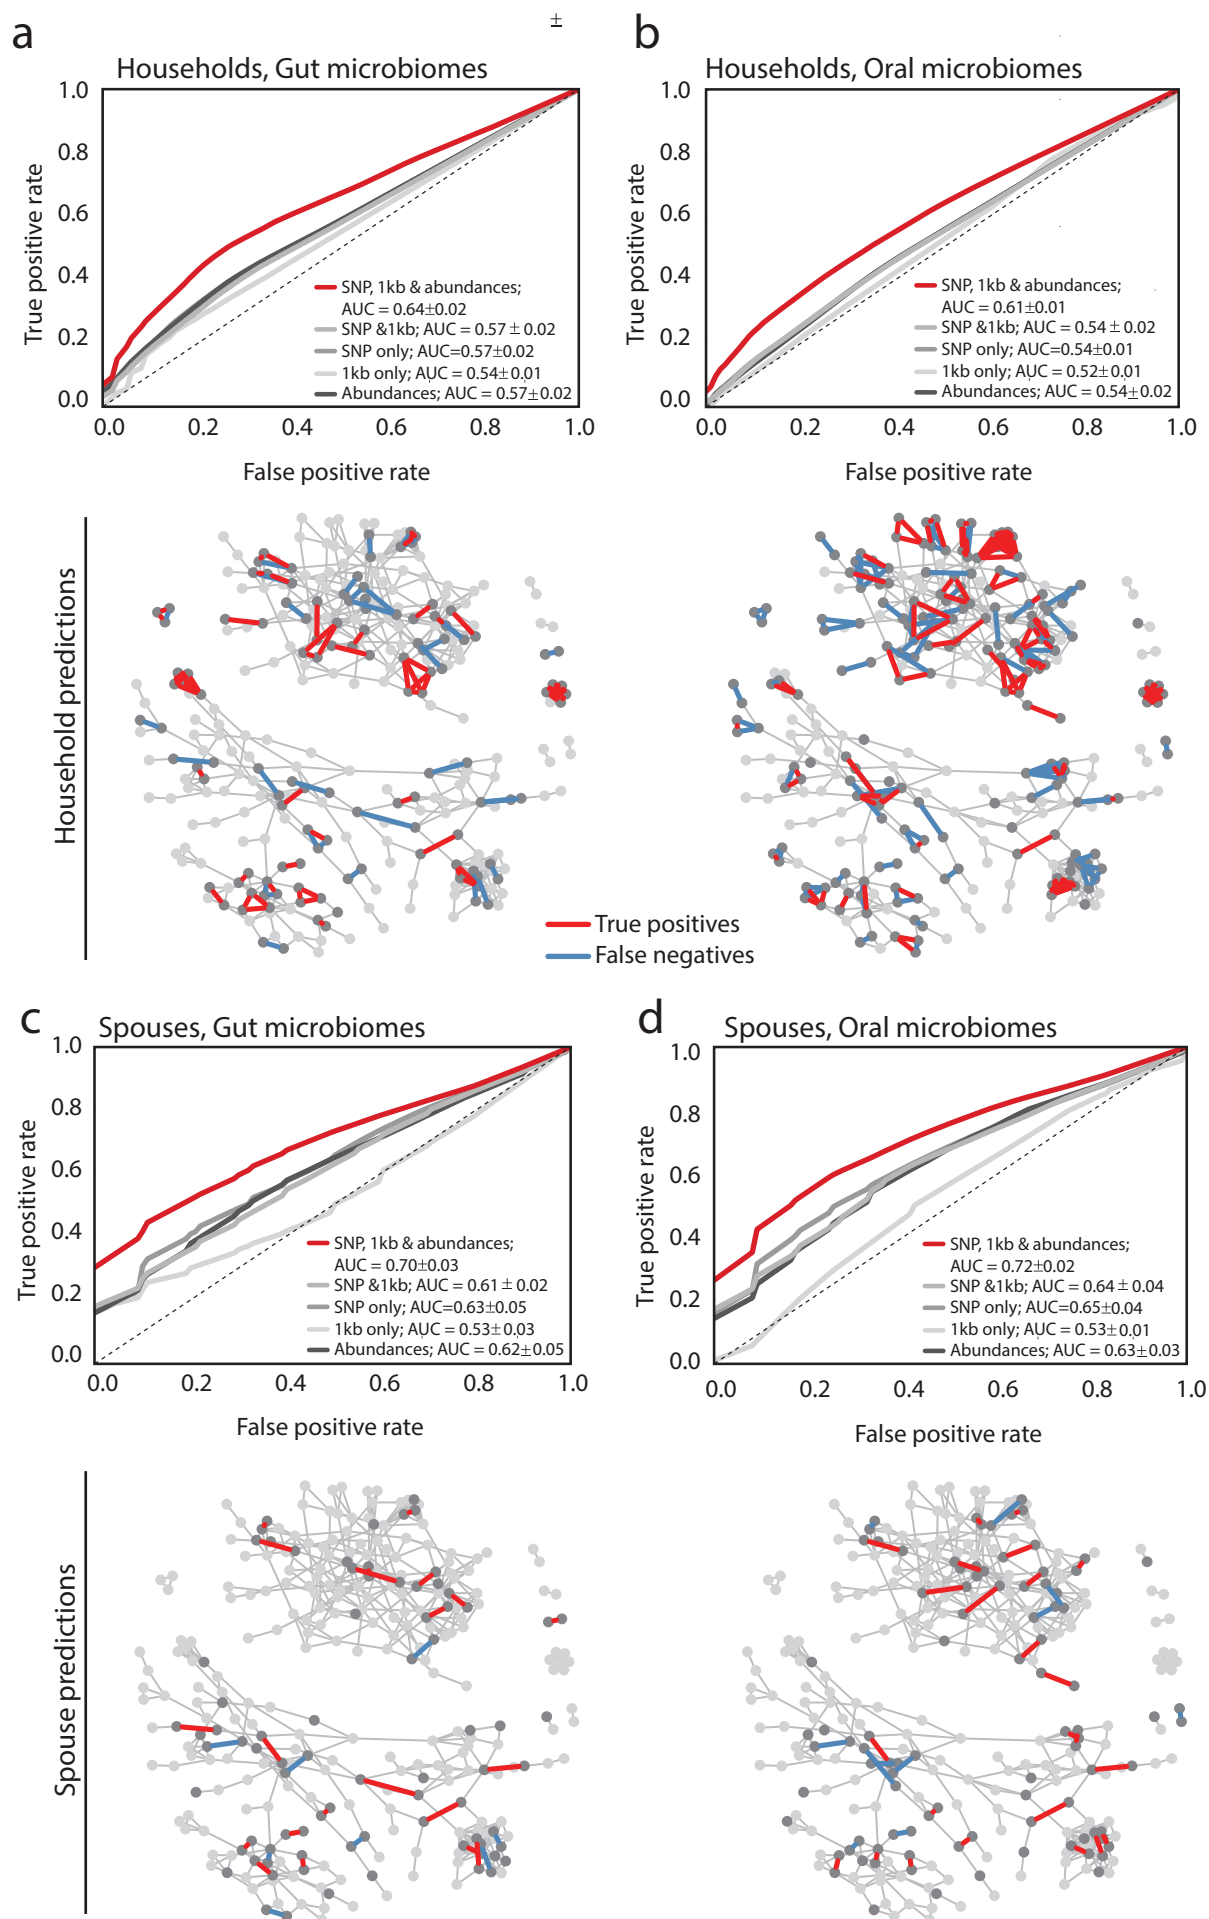 ±
a
Households, Gut microbiomes
True positive rate
1.0
0.8
0.6
0.4
0.2
0.0
SNP, 1kb & abundances;
AUC = 0.64±0.02
SNP &1kb; AUC = 0.57 ± 0.02
SNP only; AUC=0.57±0.02
1kb only; AUC = 0.54±0.01
Abundances; AUC = 0.57±0.02
0.0 0.2 0.4 0.6 0.8 1.0
False positive rate
b
Households, Oral microbiomes
True positive rate
1.0
0.8
0.6
0.4
0.2
0.0
SNP, 1kb & abundances;
AUC = 0.61±0.01
SNP &1kb; AUC = 0.54 ± 0.02
SNP only; AUC=0.54±0.01
1kb only; AUC = 0.52±0.01
Abundances; AUC = 0.54±0.02
0.0 0.2 0.4 0.6 0.8 1.0
False positive rate
Household predictions
True positives
False negatives
c
Spouses, Gut microbiomes
True positive rate
1.0
0.8
0.6
0.4
0.2
0.0
SNP, 1kb & abundances;
AUC = 0.70±0.03
SNP &1kb; AUC = 0.61 ± 0.02
SNP only; AUC=0.63±0.05
1kb only; AUC = 0.53±0.03
Abundances; AUC = 0.62±0.05
0.0 0.2 0.4 0.6 0.8 1.0
False positive rate
d
Spouses, Oral microbiomes
True positive rate
1.0
0.8
0.6
0.4
0.2
0.0
SNP, 1kb & abundances;
AUC = 0.72±0.02
SNP &1kb; AUC = 0.64 ± 0.04
SNP only; AUC=0.65±0.04
1kb only; AUC = 0.53±0.01
Abundances; AUC = 0.63±0.03
0.0 0.2 0.4 0.6 0.8 1.0
False positive rate
Spouse predictions